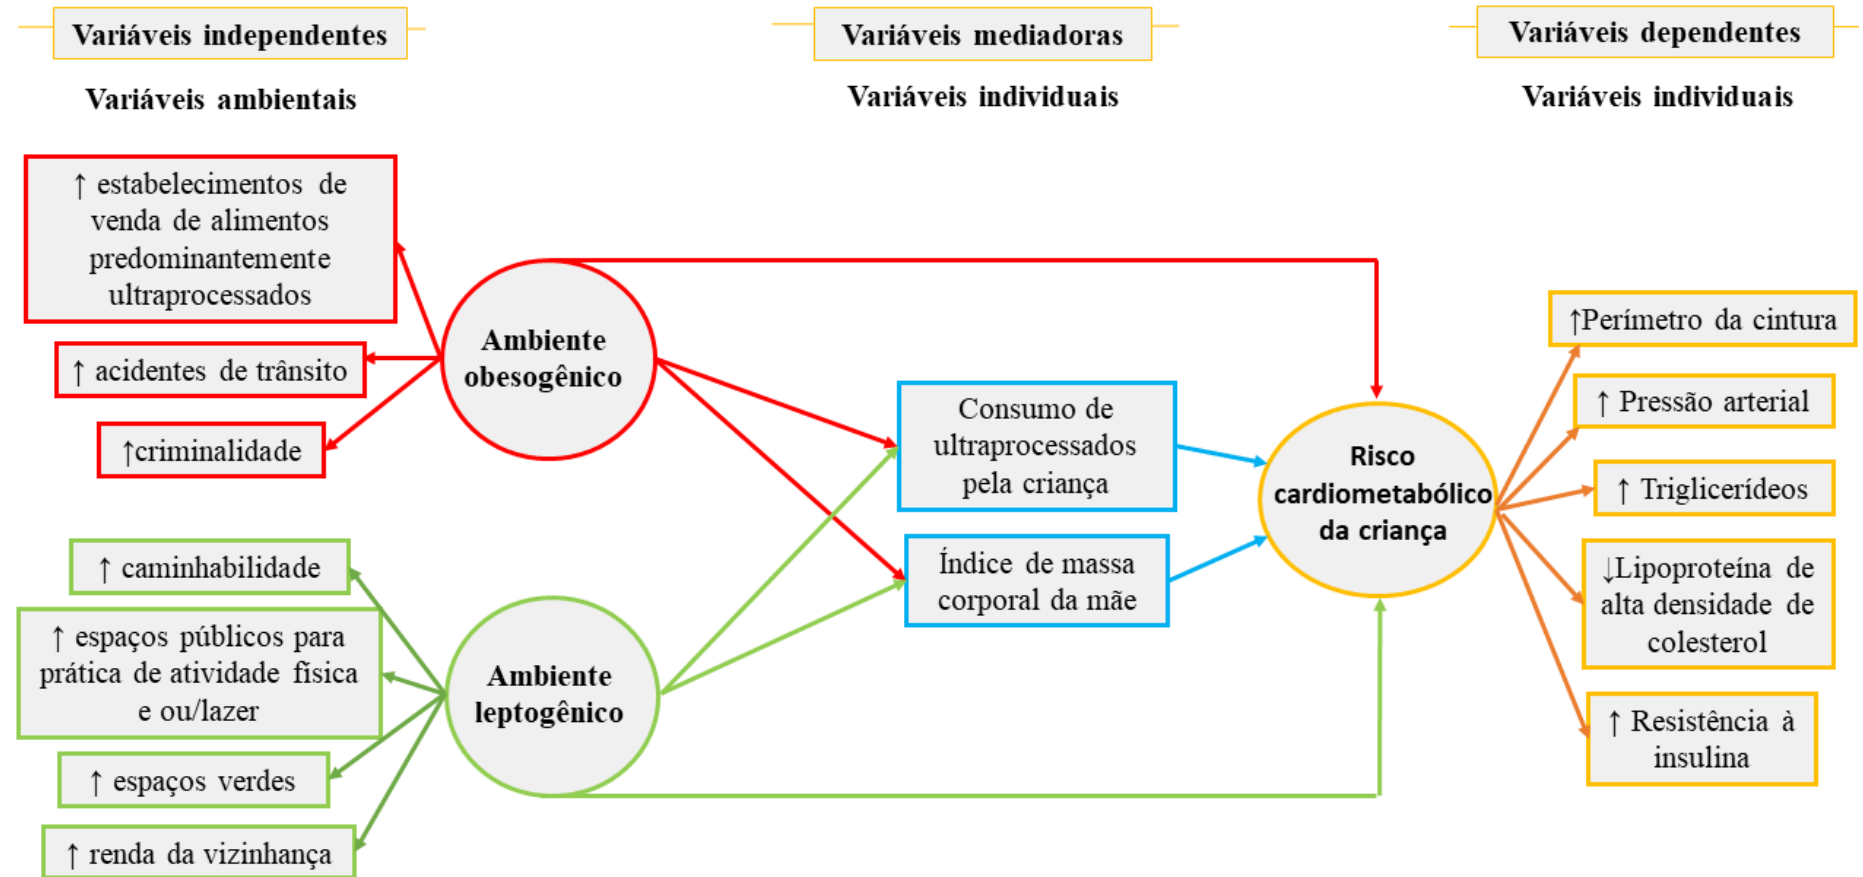 Variáveis independentes
Variáveis mediadoras
Variáveis dependentes
Variáveis ambientais
Variáveis individuais
Variáveis individuais
↑ estabelecimentos de
venda de alimentos
predominantemente
ultraprocessados
↑ acidentes de trânsito
↑criminalidade
Ambiente
obesogênico
↑ caminhabilidade
↑ espaços públicos para
prática de atividade física
e ou/lazer
↑ espaços verdes
↑ renda da vizinhança
Ambiente
leptogênico
Consumo de
ultraprocessados
pela criança
Índice de massa
corporal da mãe
Risco
cardiometabólico
da criança
↑Perímetro da cintura
↑ Pressão arterial
↑ Triglicerídeos
↓Lipoproteína de
alta densidade de
colesterol
↑ Resistência à
insulina